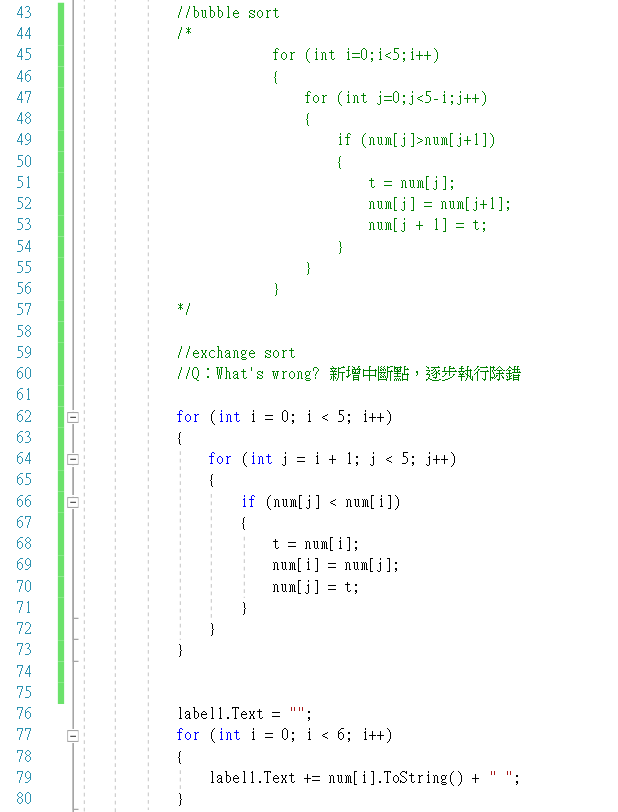 43 //bubble sort
44 /*
45 for (int i=0;i<5;i++)
46 {
47 for (int j=0;j<5-i;j++)
48 {
49 if (num[j]>num[j+1])
50 {
51 t = num[j];
52 num[j] = num[j+1];
53 num[j + 1] = t;
54 }
55 }
56 }
57 */
58
59 //exchange sort
60 //Q：What's wrong? 新增中斷點，逐步執行除錯
61
62 for (int i = 0; i < 5; i++)
63 {
64 for (int j = i + 1; j < 5; j++)
65 {
66 if (num[j] < num[i])
67 {
68 t = num[i];
69 num[i] = num[j];
70 num[j] = t;
71 }
72 }
73 }
74
75
76 label1.Text = "";
77 for (int i = 0; i < 6; i++)
78 {
79 label1.Text += num[i].ToString() + " ";
80 }